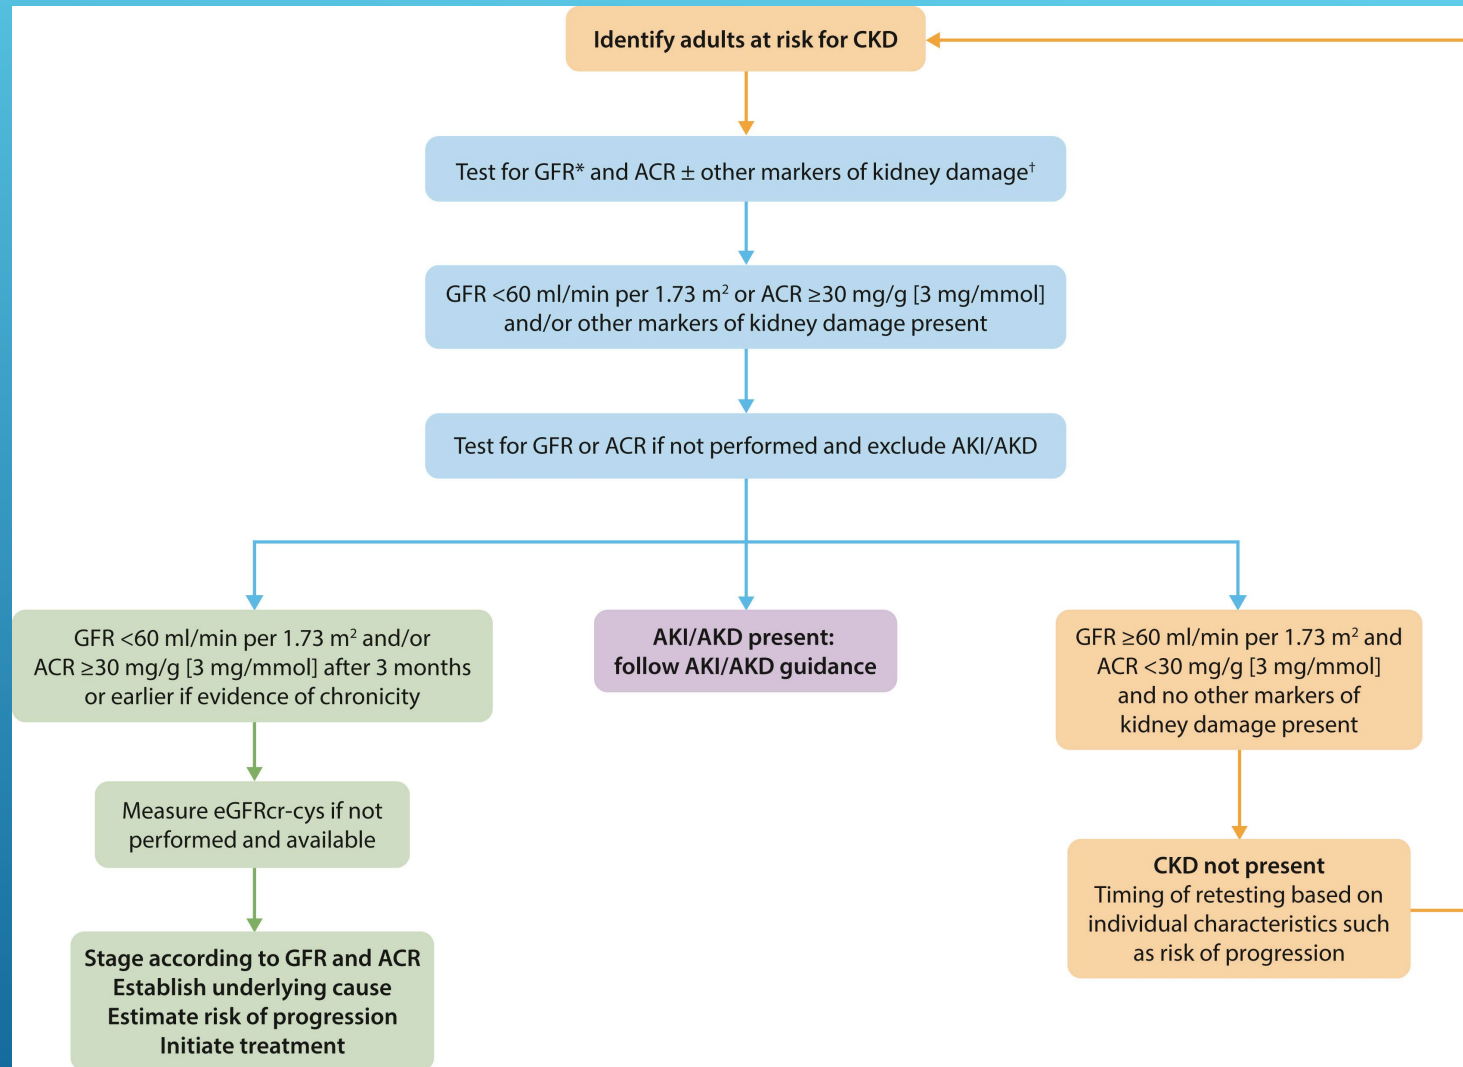 Identify adults at risk for CKD
Test for GFR* and ACR ± other markers of kidney damage†
GFR <60 ml/min per 1.73 m² or ACR ≥30 mg/g [3 mg/mmol]
and/or other markers of kidney damage present
Test for GFR or ACR if not performed and exclude AKI/AKD
GFR <60 ml/min per 1.73 m² and/or
ACR ≥30 mg/g [3 mg/mmol] after 3 months
or earlier if evidence of chronicity
AKI/AKD present:
follow AKI/AKD guidance
GFR ≥60 ml/min per 1.73 m² and
ACR <30 mg/g [3 mg/mmol]
and no other markers of
kidney damage present
Measure eGFRcr-cys if not
performed and available
CKD not present
Timing of retesting based on
individual characteristics such
as risk of progression
Stage according to GFR and ACR
Establish underlying cause
Estimate risk of progression
Initiate treatment